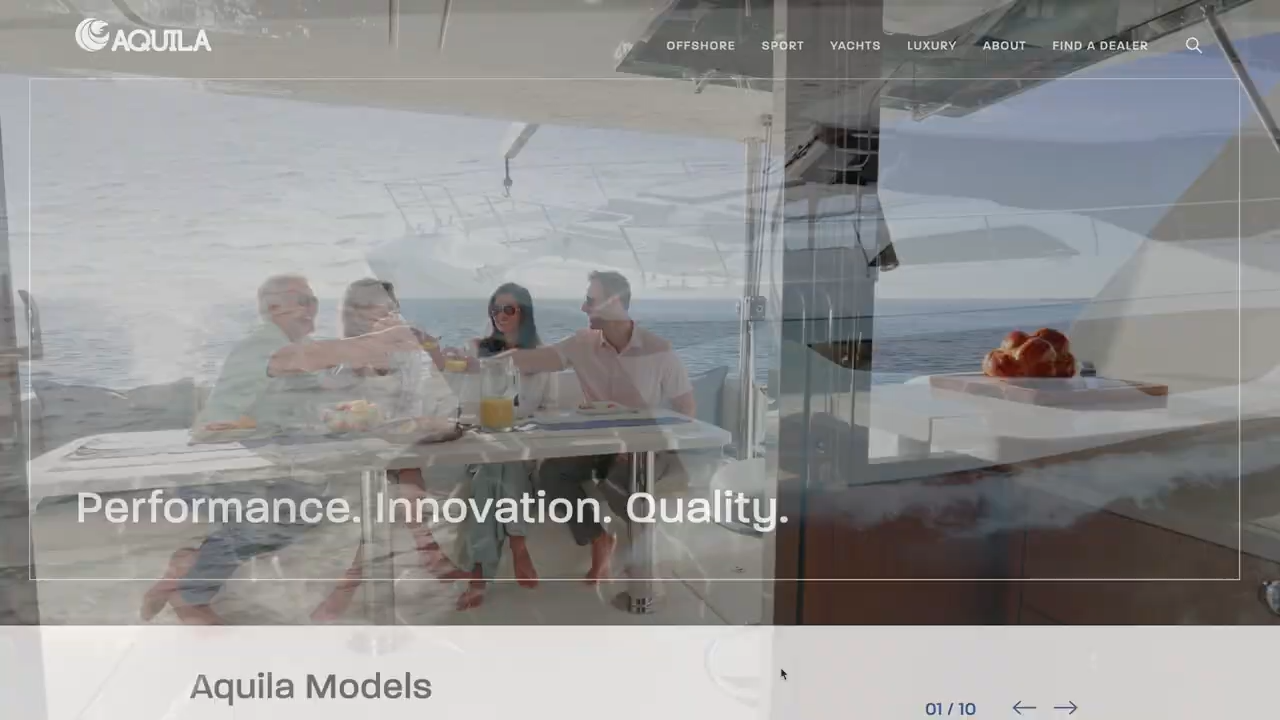 AQUILA
OFFSHORE SPORT YACHTS LUXURY ABOUT FIND A DEALER
Performance. Innovation. Quality.
Aquila Models
01 / 10